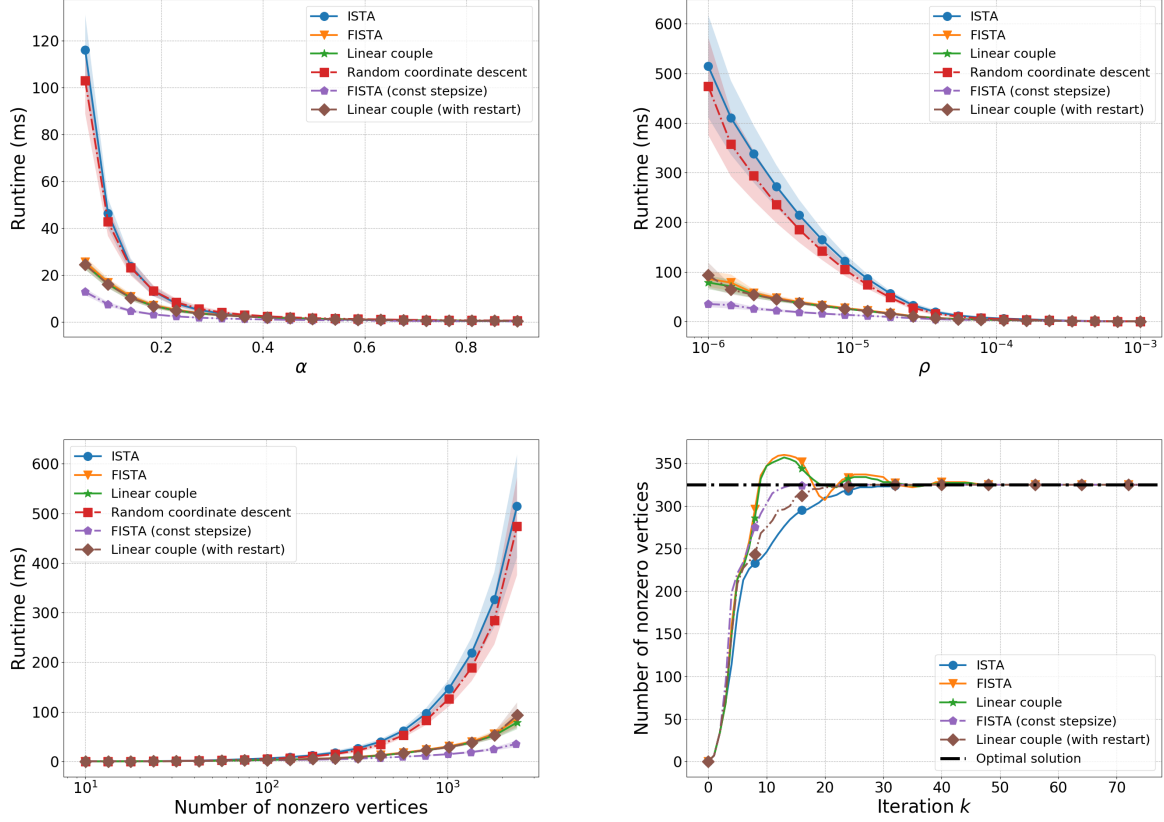 Runtime (ms)
120
100
80
60
40
20
0
0.2
0.4
0.6
0.8
α
ISTA
FISTA
Linear couple
Random coordinate descent
FISTA (const stepsize)
Linear couple (with restart)
Runtime (ms)
600
500
400
300
200
100
0
10⁻⁶
10⁻⁵
10⁻⁴
10⁻³
ρ
ISTA
FISTA
Linear couple
Random coordinate descent
FISTA (const stepsize)
Linear couple (with restart)
Runtime (ms)
600
500
400
300
200
100
0
10¹
10²
10³
Number of nonzero vertices
ISTA
FISTA
Linear couple
Random coordinate descent
FISTA (const stepsize)
Linear couple (with restart)
Number of nonzero vertices
350
300
250
200
150
100
50
0
0
10
20
30
40
50
60
70
Iteration k
ISTA
FISTA
Linear couple
FISTA (const stepsize)
Linear couple (with restart)
Optimal solution